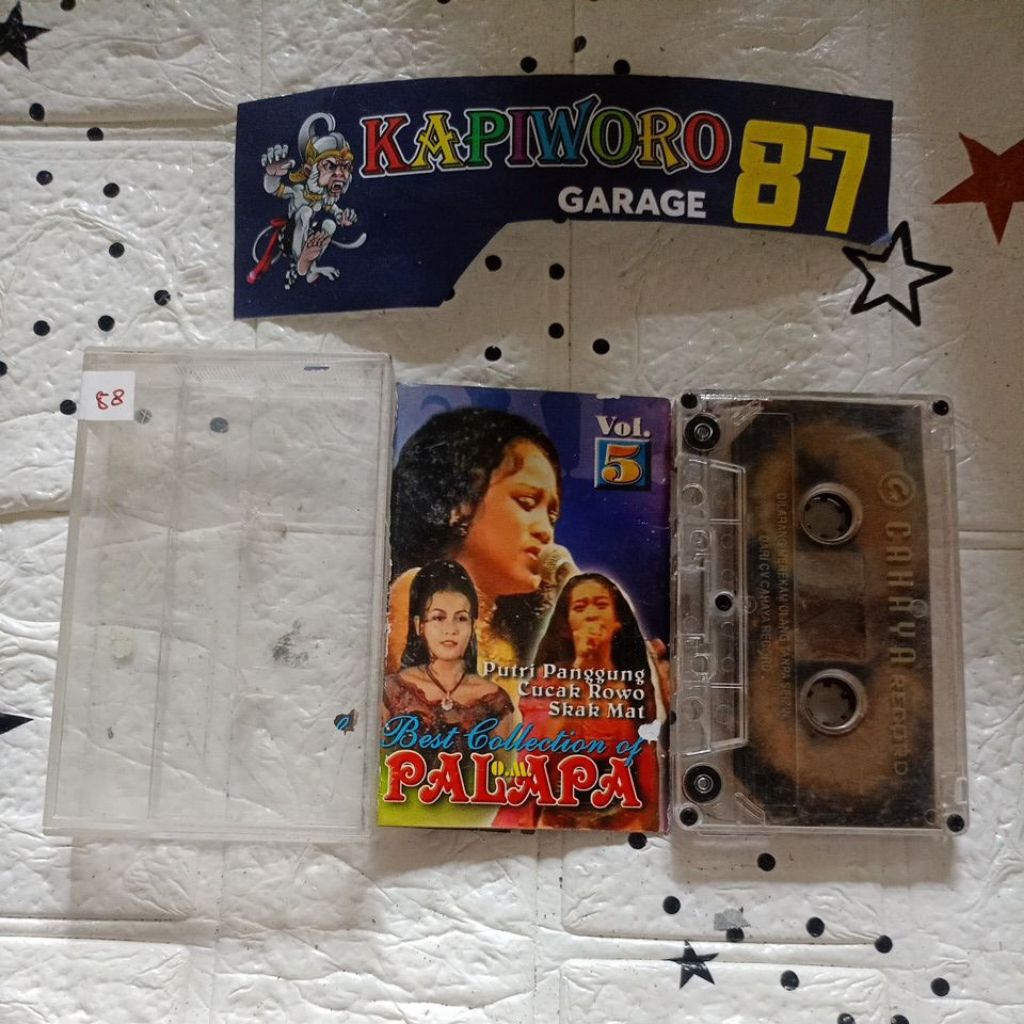 KAPIWORO
GARAGE
87
88
Vol.
5
Putri Panggung
Cucak Rowo
Skak Mat
Best Collection of
O.M.
PALAPA
CAHAYA RECORD